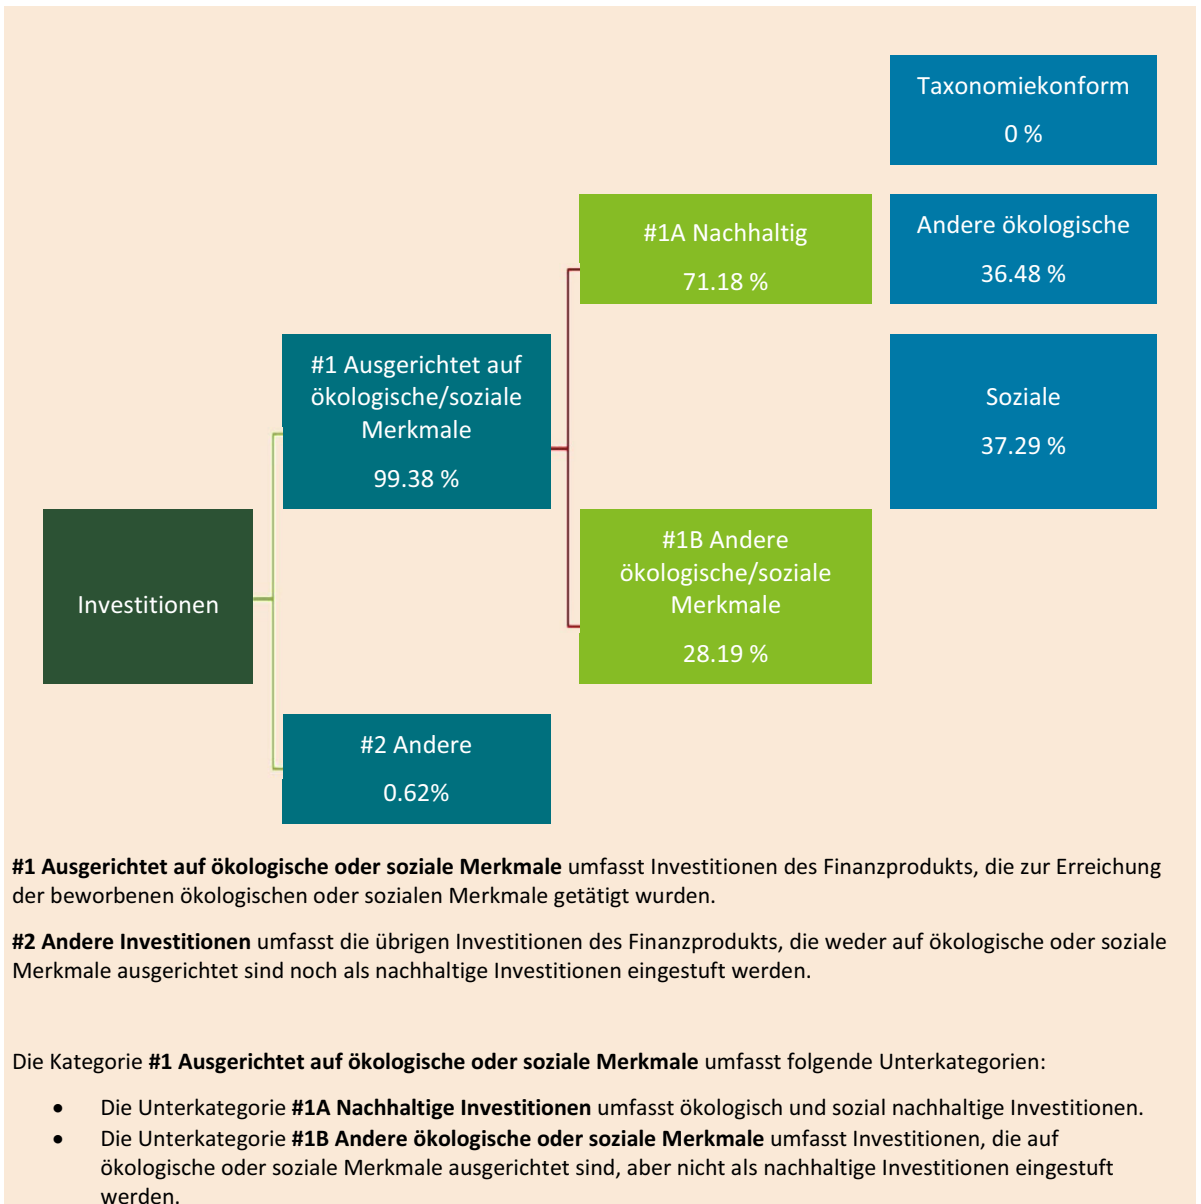 Taxonomiekonform
0 %
#1A Nachhaltig
71.18 %
Andere ökologische
36.48 %
#1 Ausgerichtet auf
ökologische/soziale
Merkmale
99.38 %
Soziale
37.29 %
Investitionen
#1B Andere
ökologische/soziale
Merkmale
28.19 %
#2 Andere
0.62%
#1 Ausgerichtet auf ökologische oder soziale Merkmale umfasst Investitionen des Finanzprodukts, die zur Erreichung
der beworbenen ökologischen oder sozialen Merkmale getätigt wurden.
#2 Andere Investitionen umfasst die übrigen Investitionen des Finanzprodukts, die weder auf ökologische oder soziale
Merkmale ausgerichtet sind noch als nachhaltige Investitionen eingestuft werden.
Die Kategorie #1 Ausgerichtet auf ökologische oder soziale Merkmale umfasst folgende Unterkategorien:
• Die Unterkategorie #1A Nachhaltige Investitionen umfasst ökologisch und sozial nachhaltige Investitionen.
• Die Unterkategorie #1B Andere ökologische oder soziale Merkmale umfasst Investitionen, die auf
ökologische oder soziale Merkmale ausgerichtet sind, aber nicht als nachhaltige Investitionen eingestuft
werden.